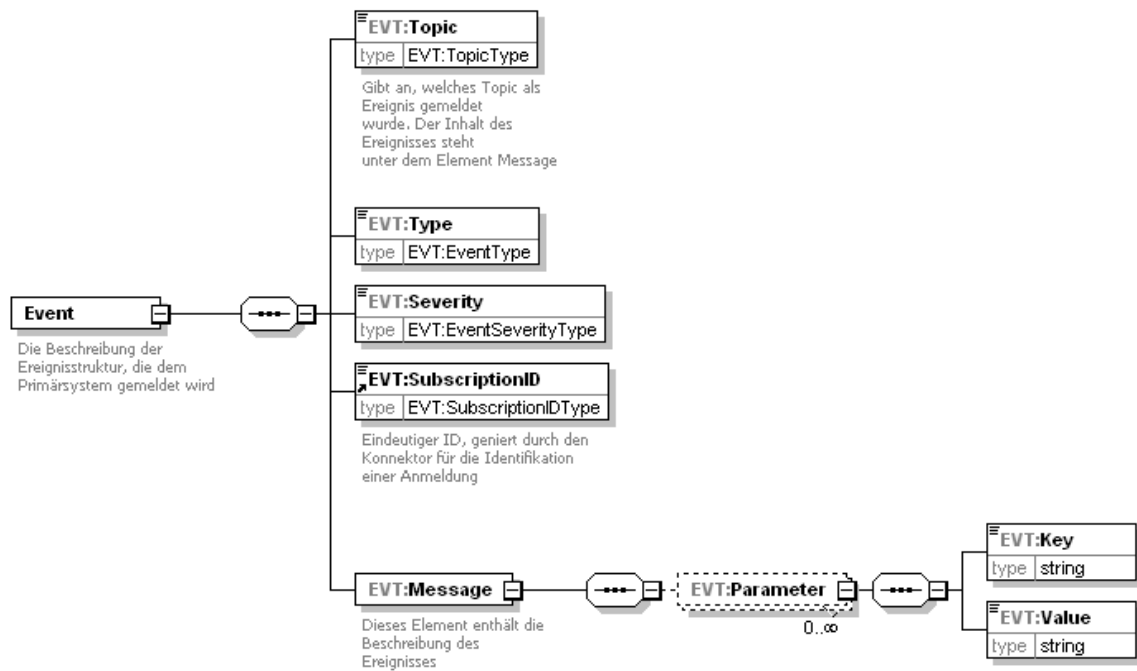 EVT:Topic
type EVT:TopicType
Gibt an, welches Topic als
Ereignis gemeldet
wurde. Der Inhalt des
Ereignisses steht
unter dem Element Message
EVT:Type
type EVT:EventType
Event
Die Beschreibung der
Ereignisstruktur, die dem
Primärsystem gemeldet wird
EVT:Severity
type EVT:EventSeverityType
EVT:SubscriptionID
type EVT:SubscriptionIDType
Eindeutiger ID, geniert durch den
Konnektor für die Identifikation
einer Anmeldung
EVT:Message
Dieses Element enthält die
Beschreibung des
Ereignisses
EVT:Parameter
0..∞
EVT:Key
type string
EVT:Value
type string